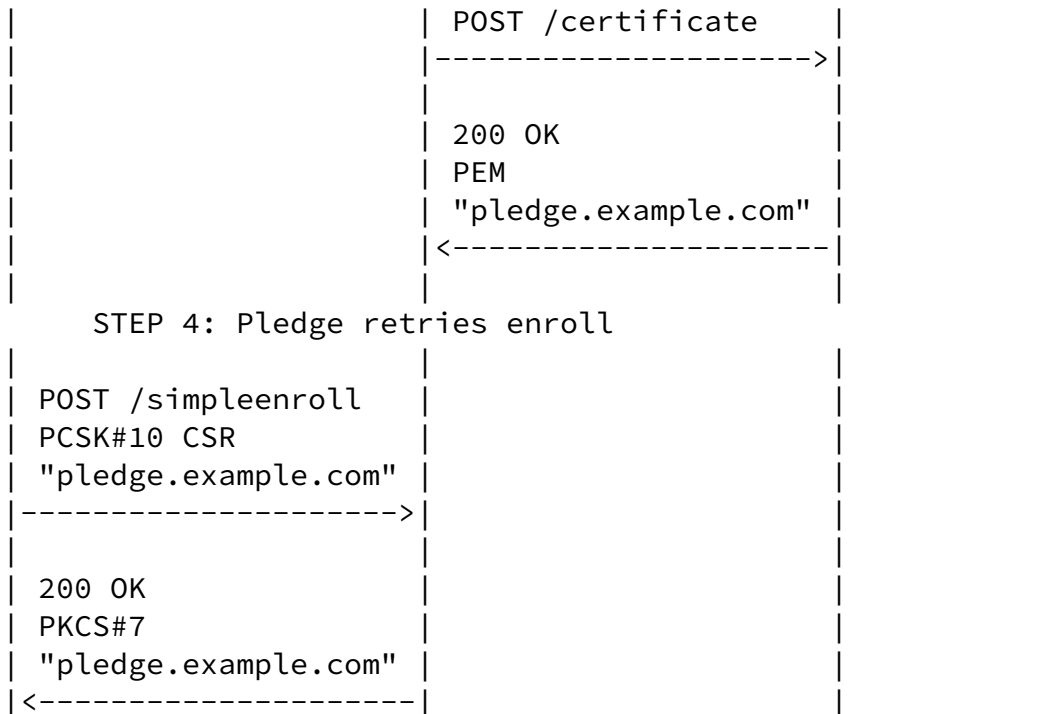 POST /certificate
200 OK
PEM
"pledge.example.com"
STEP 4: Pledge retries enroll
POST /simpleenroll
PCSK#10 CSR
"pledge.example.com"
200 OK
PKCS#7
"pledge.example.com"